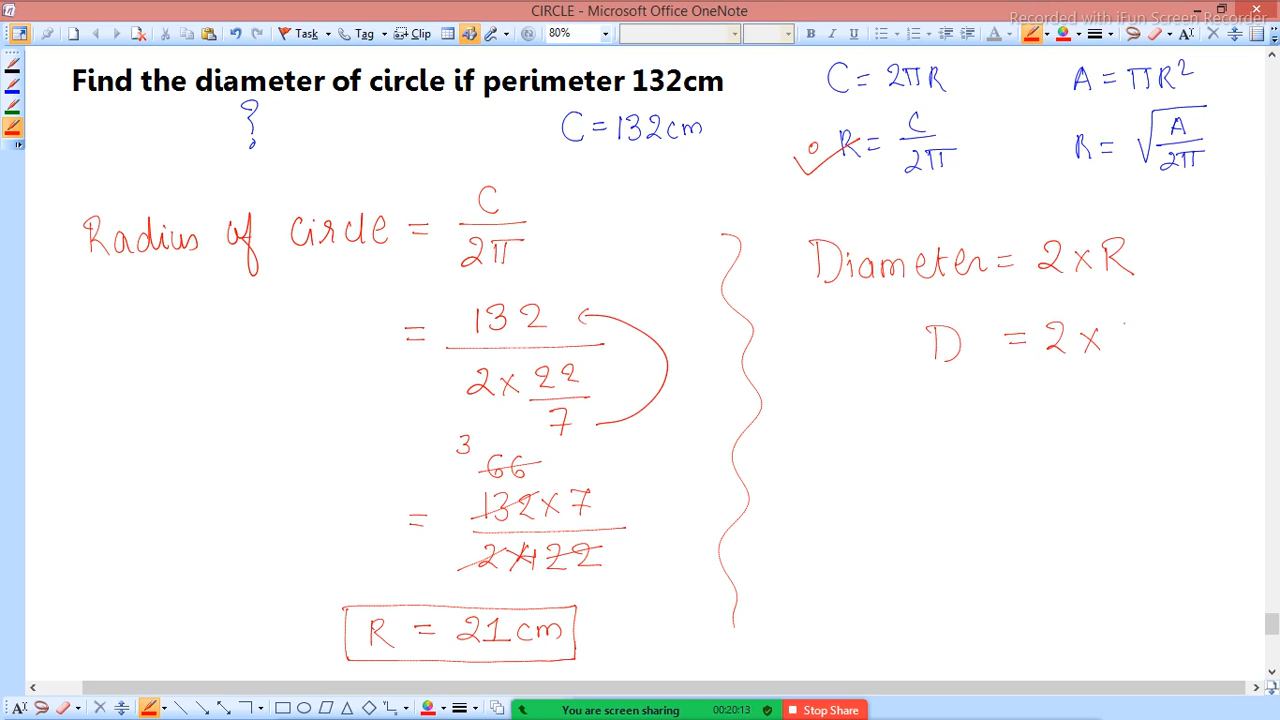 CIRCLE - Microsoft Office OneNote
Recorded with iFun Screen Recorder
Task Tag Clip 80% B I U
Find the diameter of circle if perimeter 132cm
?
C = 132cm
C = 2πR
R = C / 2π
A = πR²
R = √(A / 2π)
Radius of circle = C / 2π
= 132 / (2 × 22/7)
3
66
= 132 × 7 / 2 × 22
R = 21cm
Diameter = 2 × R
D = 2 ×
You are screen sharing 00:20:13 Stop Share